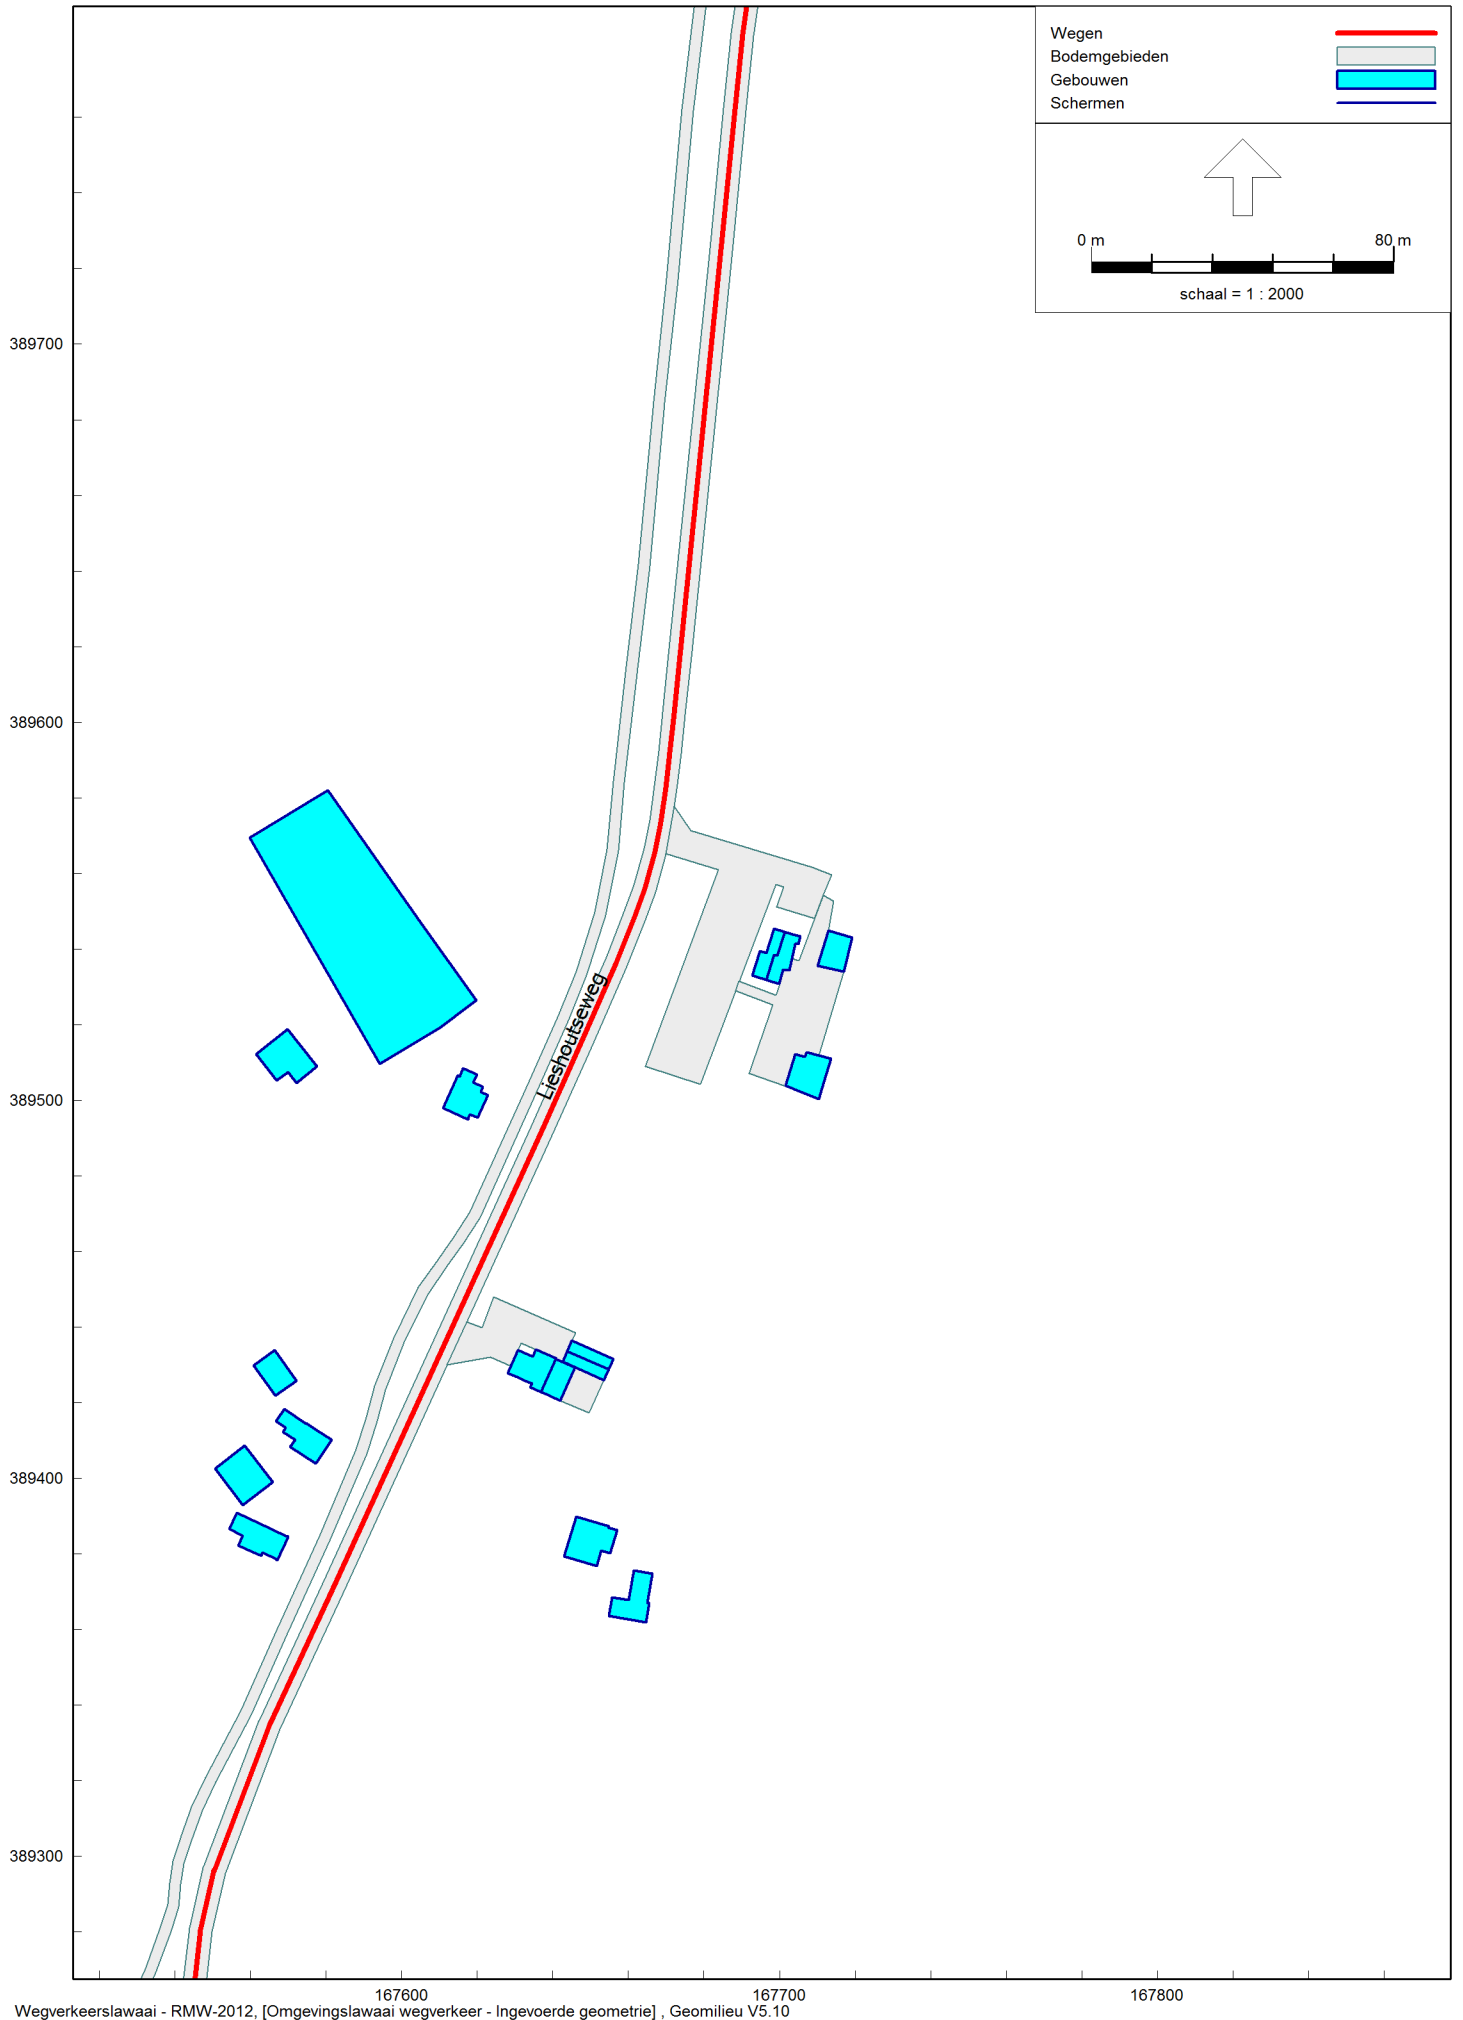 Wegen
Bodemgebieden
Gebouwen
Schermen
0 m 80 m
schaal = 1 : 2000
389700
389600
Lieshoutseweg
389500
389400
389300
167600 167700 167800
Wegverkeerslawaai - RMW-2012, [Omgevingslawaai wegverkeer - Ingevoerde geometrie] , Geomilieu V5.10